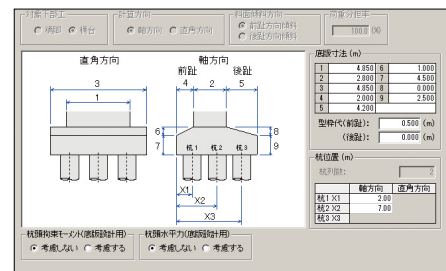 対象下部工
橋脚 橋台
計算方向
軸方向 直角方向
斜面傾斜方向
前趾方向傾斜
後趾方向傾斜
荷重分担率
100.0 (%)
直角方向
3
1
軸方向
前趾 後趾
4 2 5
6 8
7 9
杭1 杭2 杭3
X1
X2
X3
底版寸法 (m)
1 4.850 6 1.000
2 2.800 7 4.500
3 4.850 8 0.000
4 2.000 9 2.500
5 4.200
型枠代(前趾): 0.500 (m)
(後趾): 0.000 (m)
杭位置 (m)
杭列数: 2
軸方向 直角方向
杭1 X1 2.00
杭2 X2 7.00
杭3 X3
杭頭拘束モーメント(底版設計用)
考慮しない 考慮する
杭頭水平力(底版設計用)
考慮しない 考慮する